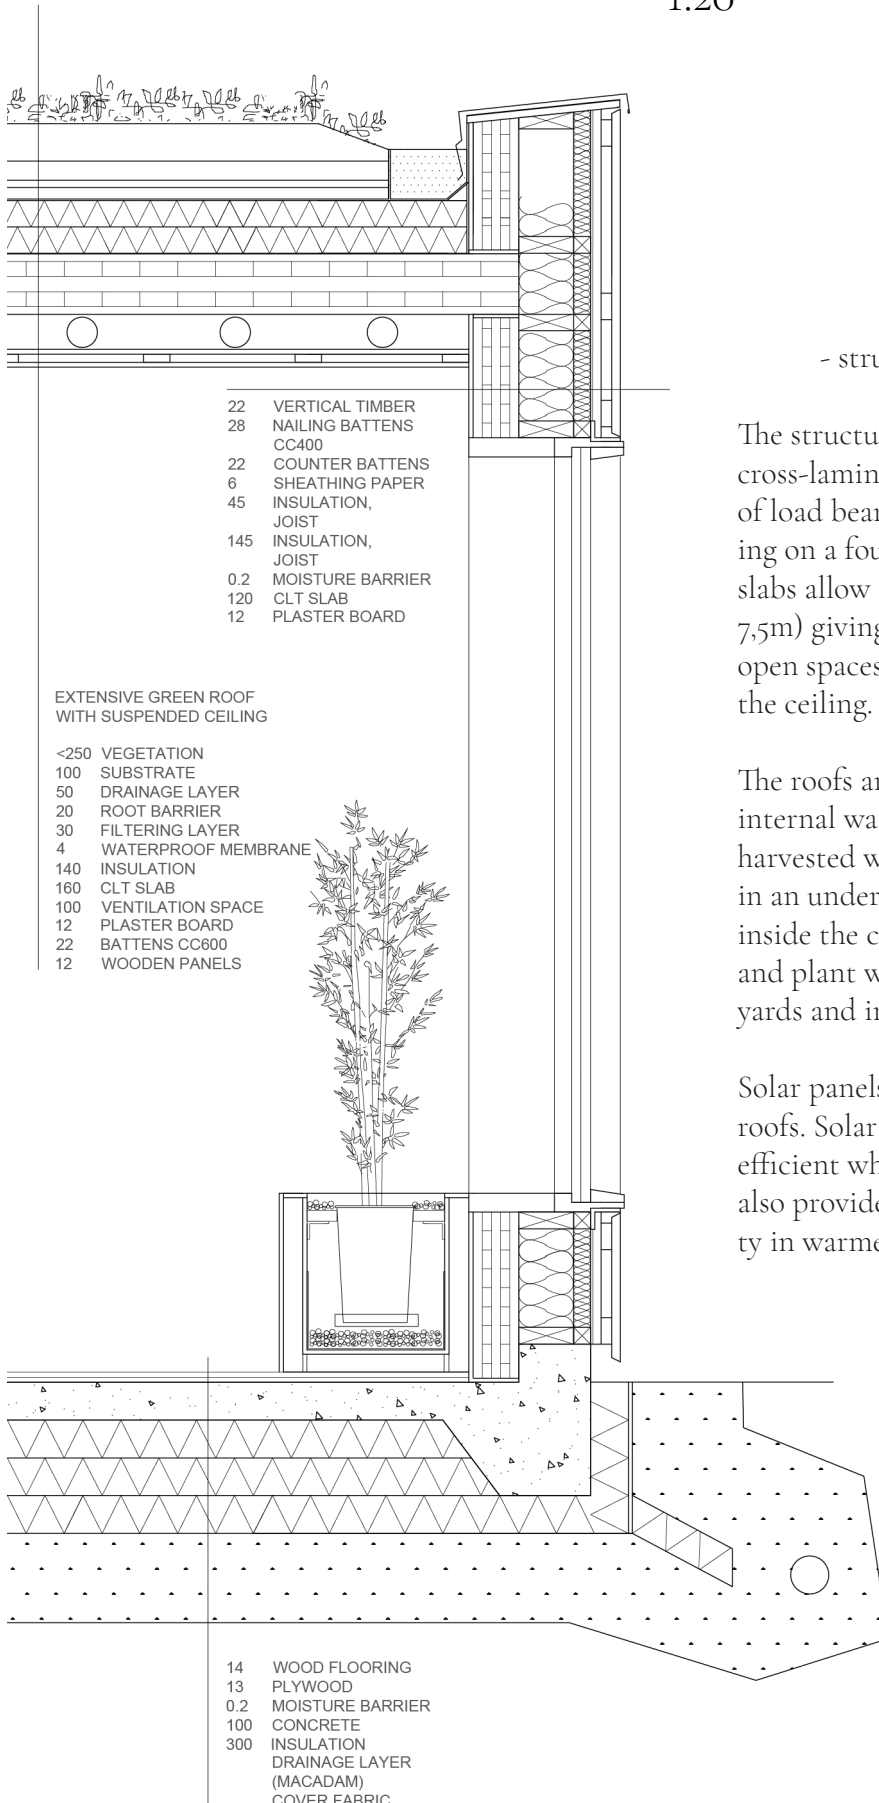 1:20
22 VERTICAL TIMBER
28 NAILING BATTENS
CC400
22 COUNTER BATTENS
6 SHEATHING PAPER
45 INSULATION,
JOIST
145 INSULATION,
JOIST
0.2 MOISTURE BARRIER
120 CLT SLAB
12 PLASTER BOARD
EXTENSIVE GREEN ROOF
WITH SUSPENDED CEILING
<250 VEGETATION
100 SUBSTRATE
50 DRAINAGE LAYER
20 ROOT BARRIER
30 FILTERING LAYER
4 WATERPROOF MEMBRANE
140 INSULATION
160 CLT SLAB
100 VENTILATION SPACE
12 PLASTER BOARD
22 BATTENS CC600
12 WOODEN PANELS
14 WOOD FLOORING
13 PLYWOOD
0.2 MOISTURE BARRIER
100 CONCRETE
300 INSULATION
DRAINAGE LAYER
(MACADAM)
COVER FABRIC
- stru
The structu
cross-lamin
of load bear
ing on a fou
slabs allow
7,5m) giving
open spaces
the ceiling.
The roofs ar
internal wa
harvested w
in an under
inside the c
and plant w
yards and in
Solar panels
roofs. Solar
efficient wh
also provide
ty in warme